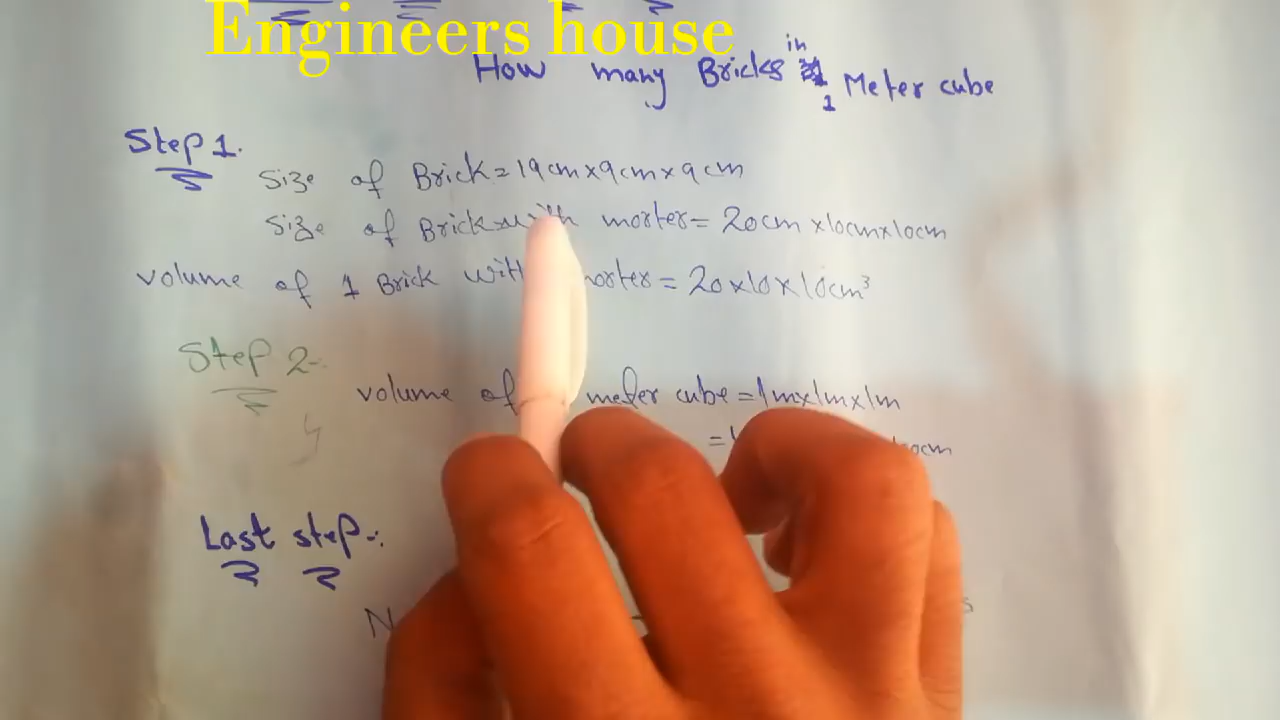 Engineers house
How many Bricks in 1 Meter cube
Step 1.
Size of Brick = 19cm x 9cm x 9cm
Size of Brick with morter = 20cm x 10cm x 10cm
Volume of 1 Brick morter = 20 x 10 x 10cm³
Step 2:-
volume of meter cube = 1m x 1m x 1m
=
Last step:-